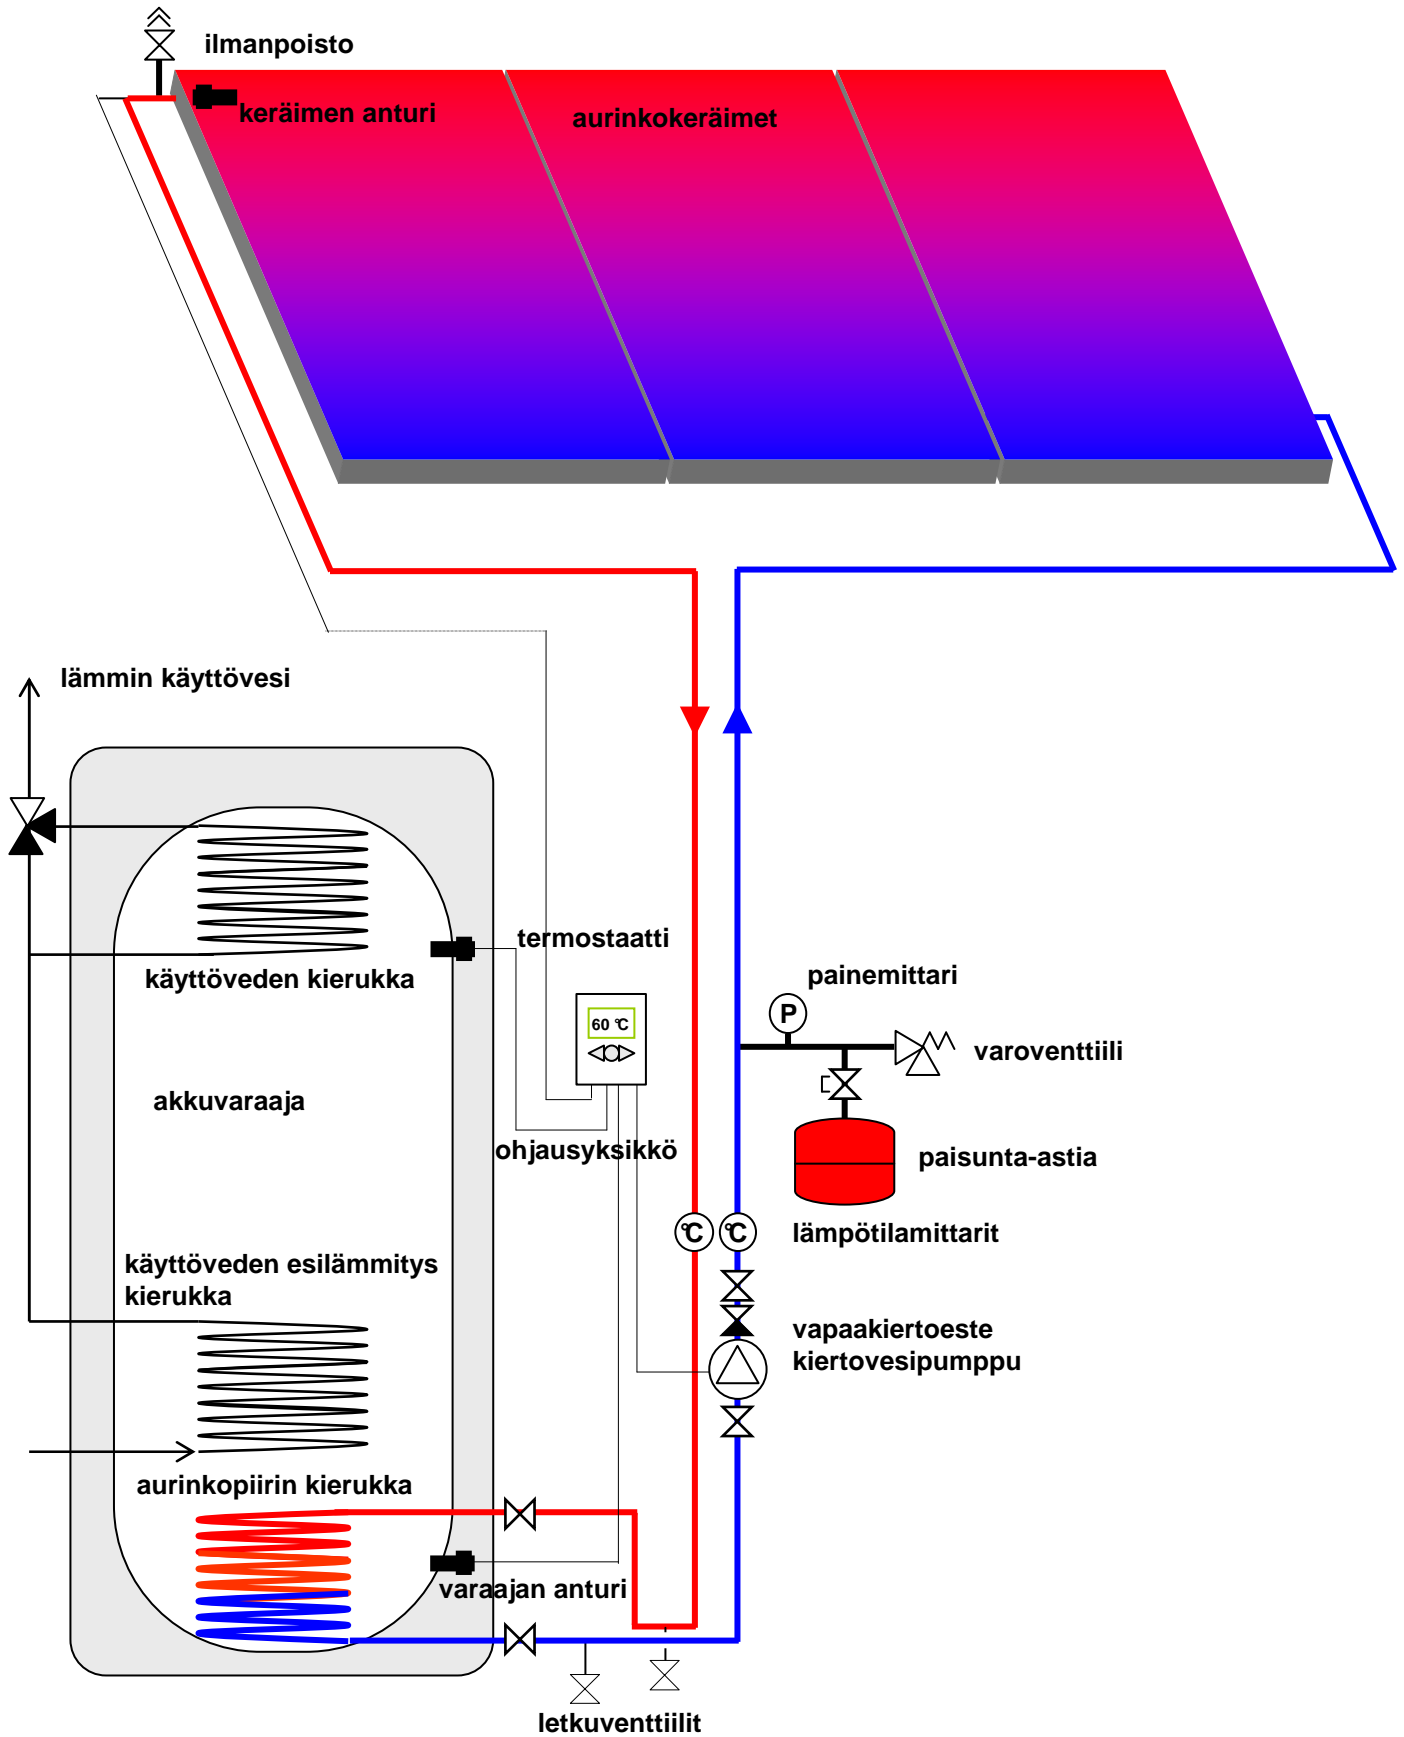 ilmanpoisto
keräimen anturi
aurinkokeräimet
lämmin käyttövesi
termostaatti
käyttöveden kierukka
painemittari
P
60 °C
varoventtiili
akkuvaraaja
ohjausyksikkö
paisunta-astia
°C
°C
lämpötilamittarit
käyttöveden esilämmitys
kierukka
vapaakiertoeste
kiertovesipumppu
aurinkopiirin kierukka
varaajan anturi
letkuventtiilit